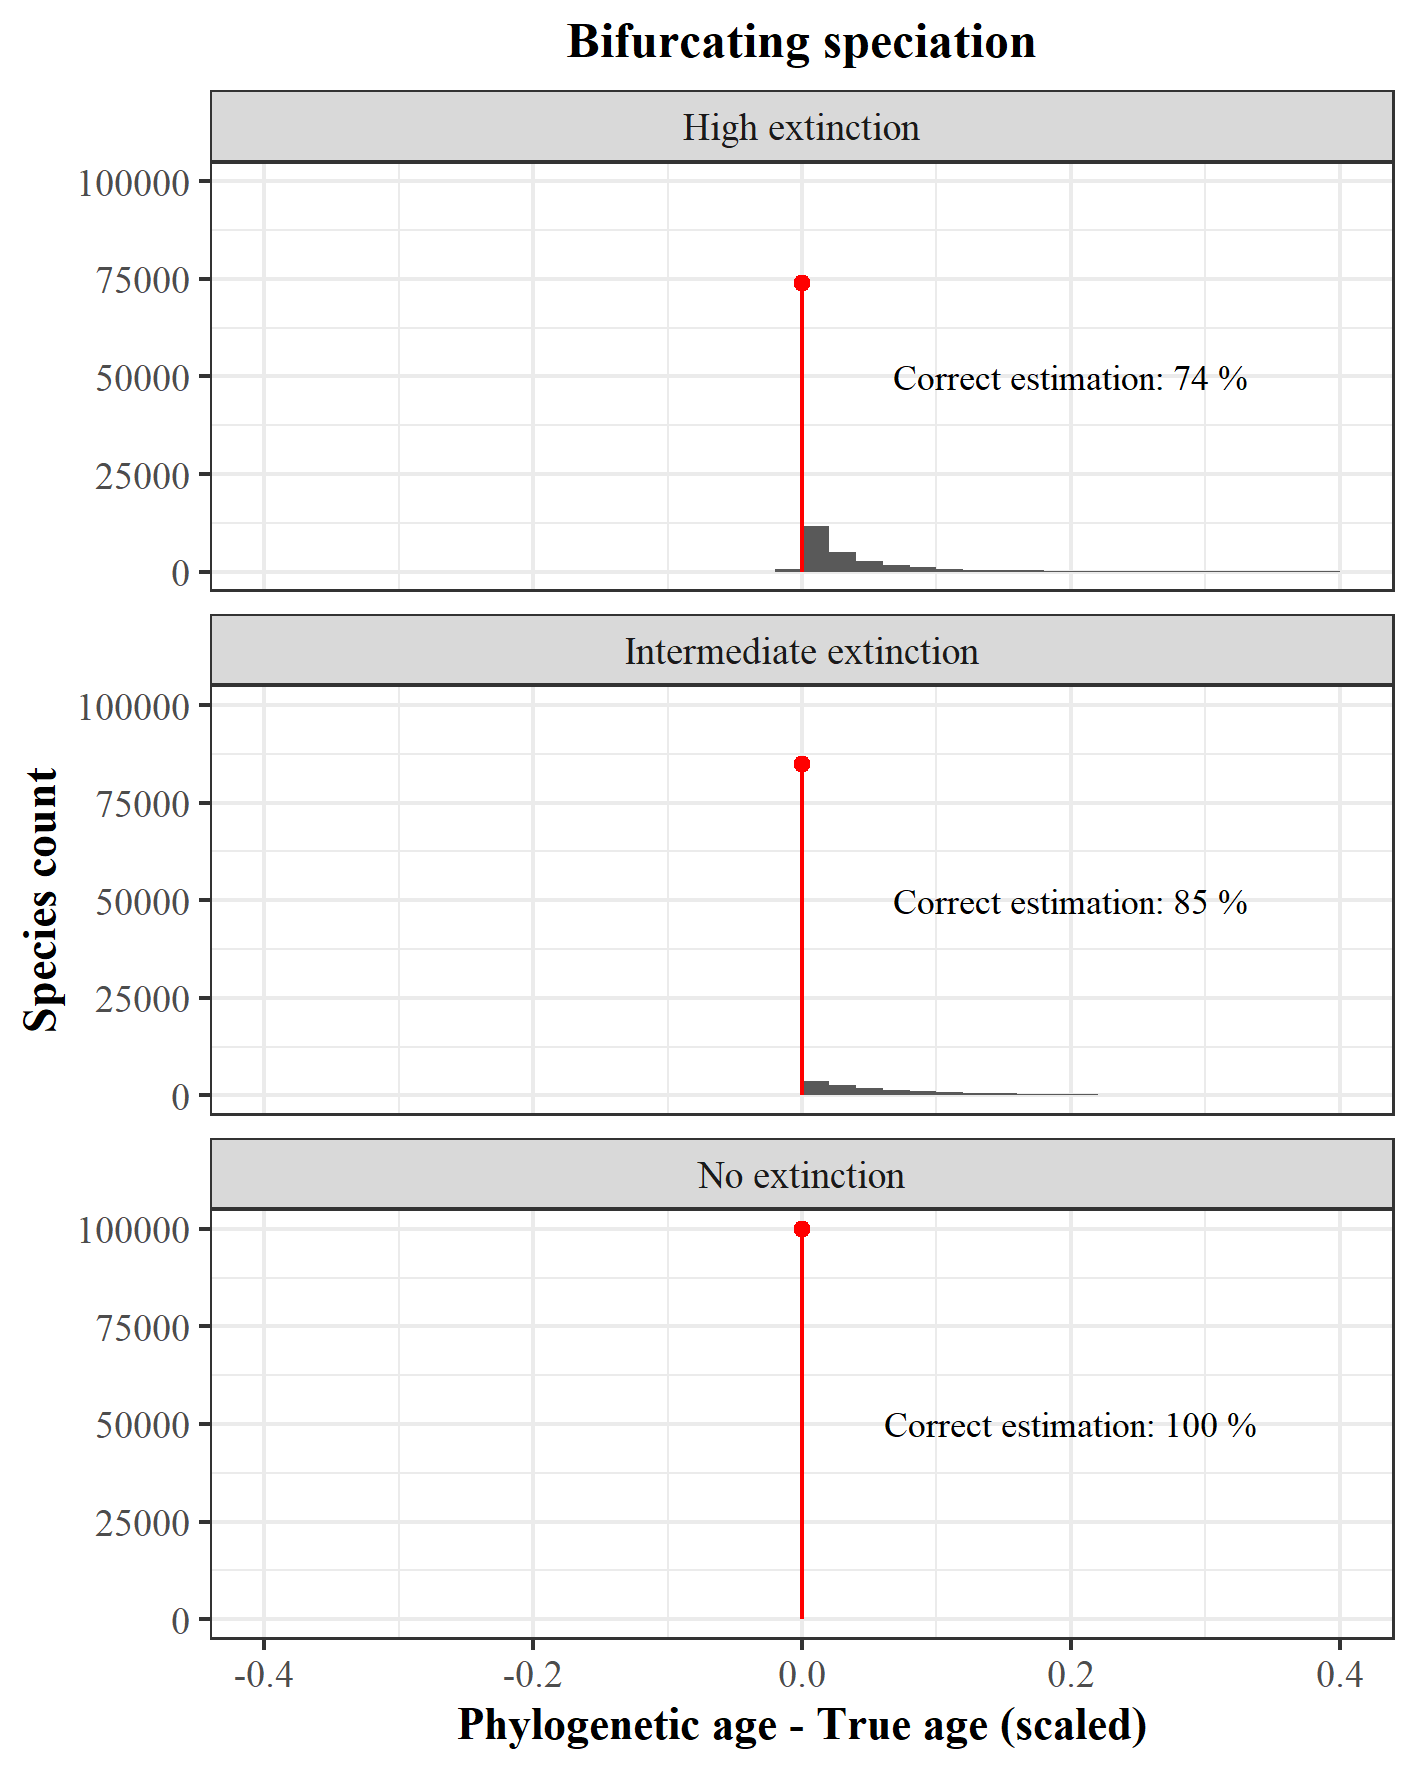 Bifurcating speciation
High extinction
100000
75000
50000
25000
0
Correct estimation: 74 %
Intermediate extinction
100000
75000
50000
25000
0
Correct estimation: 85 %
No extinction
100000
75000
50000
25000
0
Correct estimation: 100 %
-0.4 -0.2 0.0 0.2 0.4
Phylogenetic age - True age (scaled)
Species count